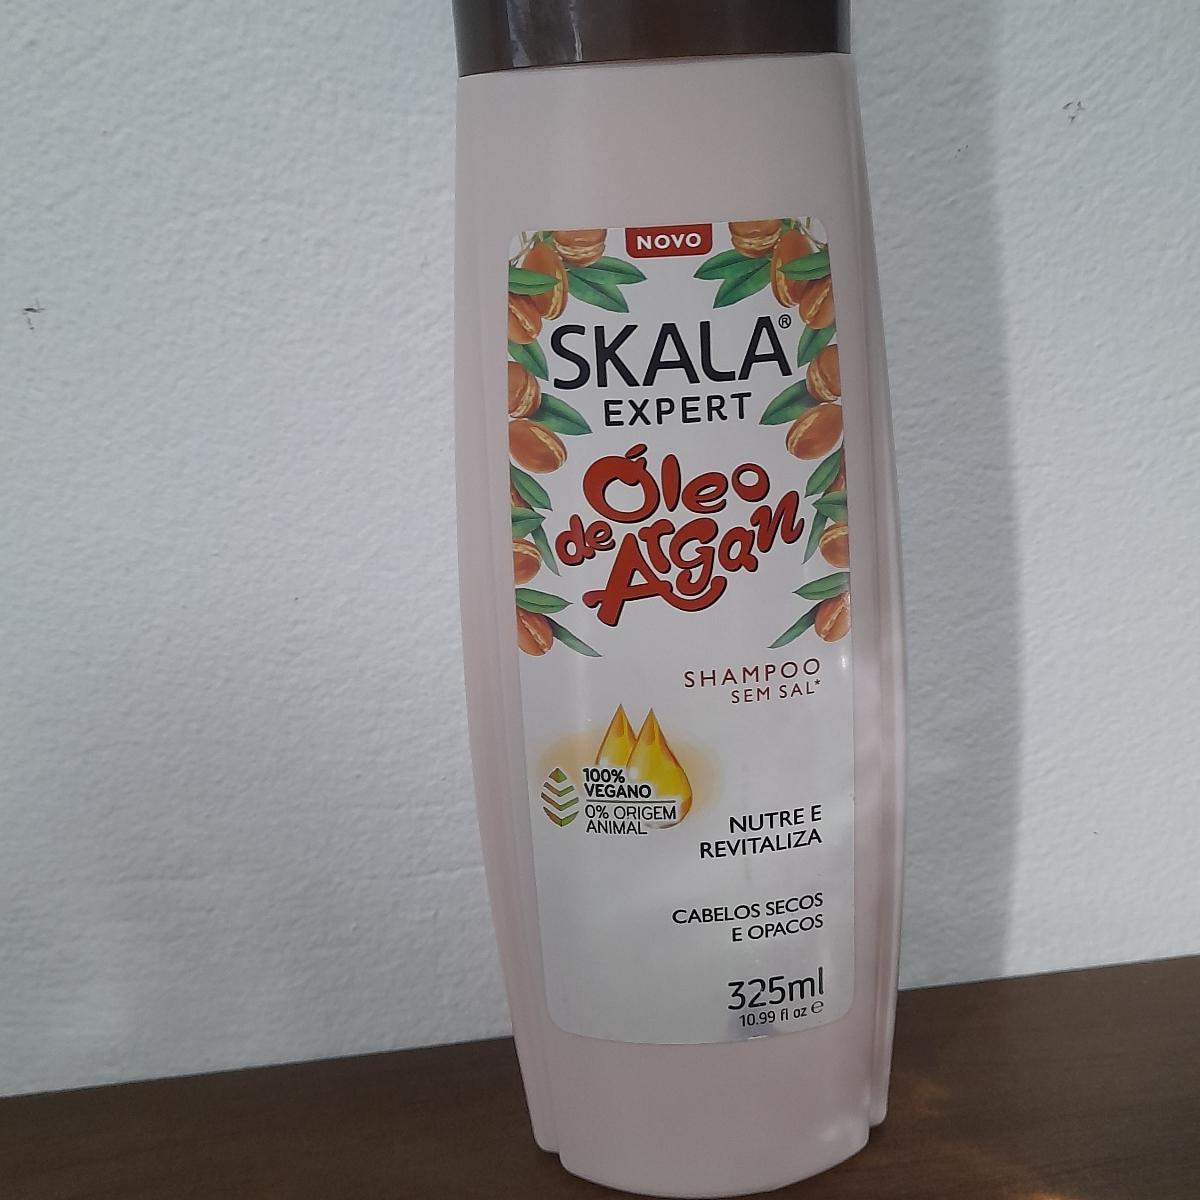 NOVO
SKALA®
EXPERT
Óleo
de Argan
SHAMPOO
SEM SAL*
100%
VEGANO
0% ORIGEM
ANIMAL
NUTRE E
REVITALIZA
CABELOS SECOS
E OPACOS
325ml
10.99 fl oz ℮